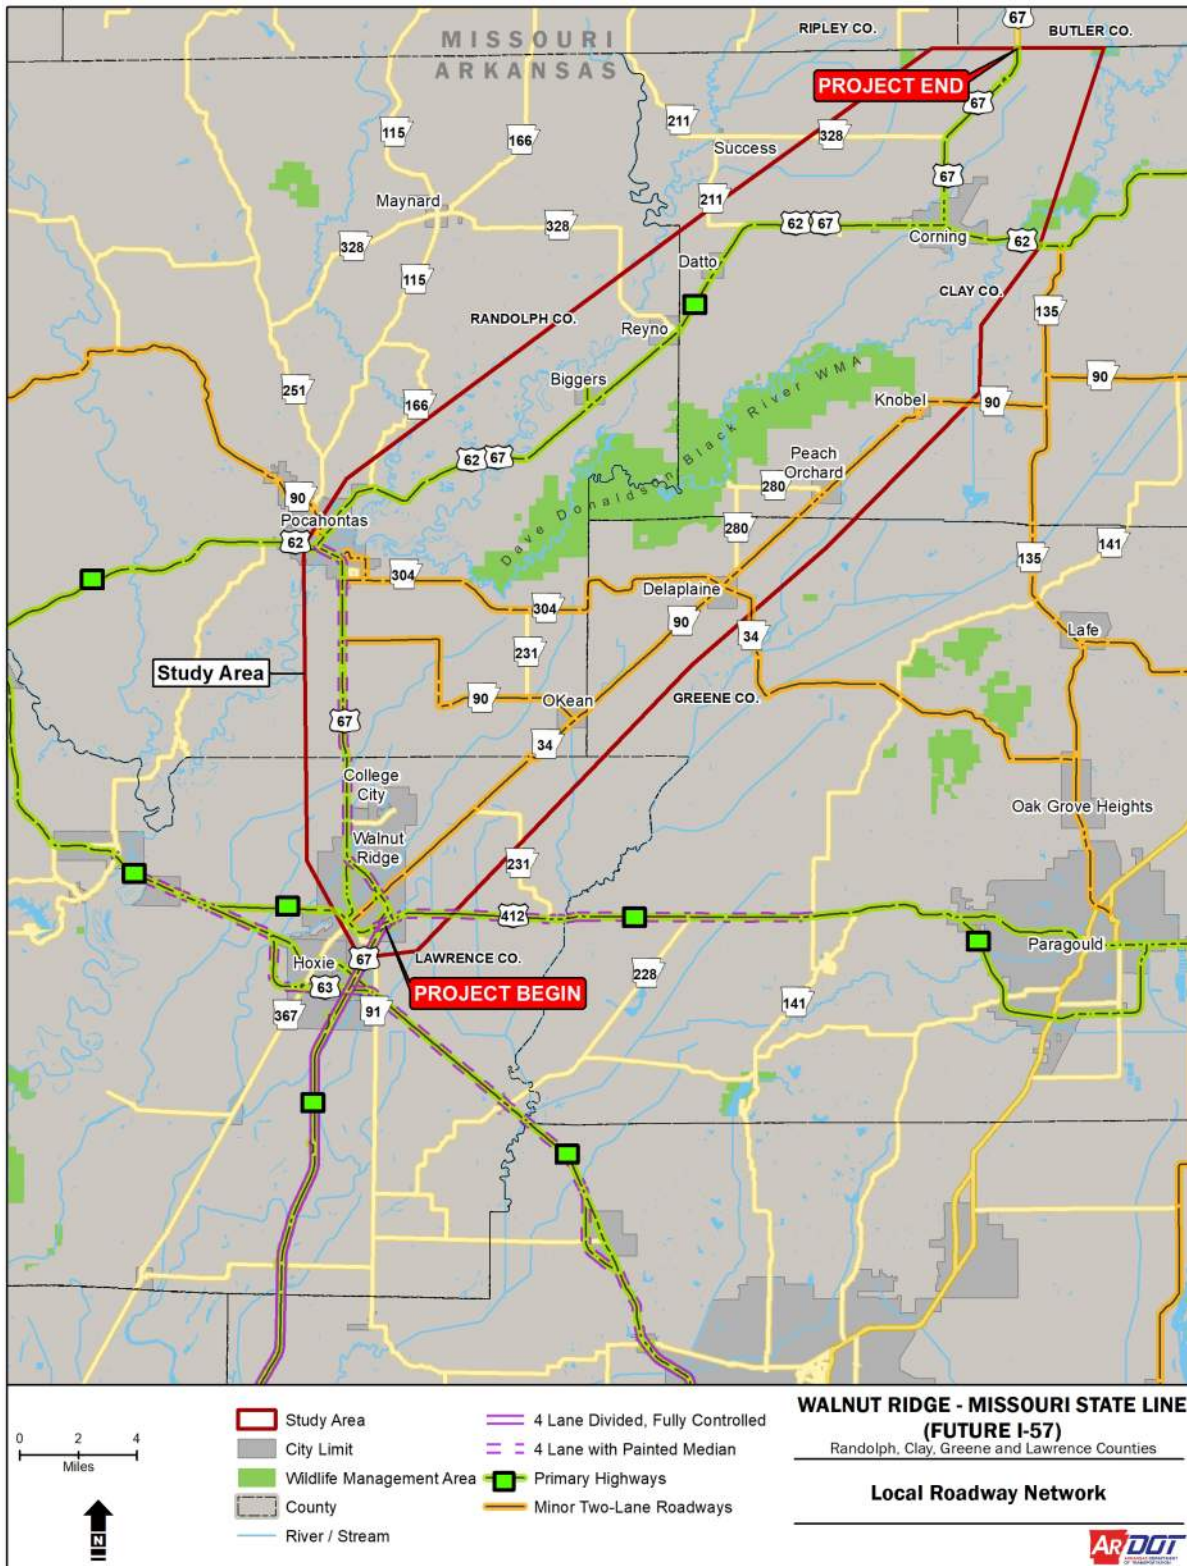 67
RIPLEY CO.
BUTLER CO.
MISSOURI
ARKANSAS
PROJECT END
67
211
328
115
166
Success
67
Maynard
211
328
62 67
Corning
62
328
Datto
115
CLAY CO.
RANDOLPH CO.
135
Reyno
Biggers
90
251
166
Knobel
90
Dave Donaldson Black River WMA
62 67
Peach
Orchard
280
90
Pocahontas
280
62
141
135
304
Delaplaine
304
90
Lafe
34
231
Study Area
90
OKean
GREENE CO.
67
34
College
City
Oak Grove Heights
Walnut
Ridge
231
412
Paragould
Hoxie
67
LAWRENCE CO.
228
63
PROJECT BEGIN
141
367
91
0 2 4
Miles
N
Study Area
City Limit
Wildlife Management Area
County
River / Stream
4 Lane Divided, Fully Controlled
4 Lane with Painted Median
Primary Highways
Minor Two-Lane Roadways
WALNUT RIDGE - MISSOURI STATE LINE
(FUTURE I-57)
Randolph, Clay, Greene and Lawrence Counties
Local Roadway Network
ARDOT
ARKANSAS DEPARTMENT
OF TRANSPORTATION